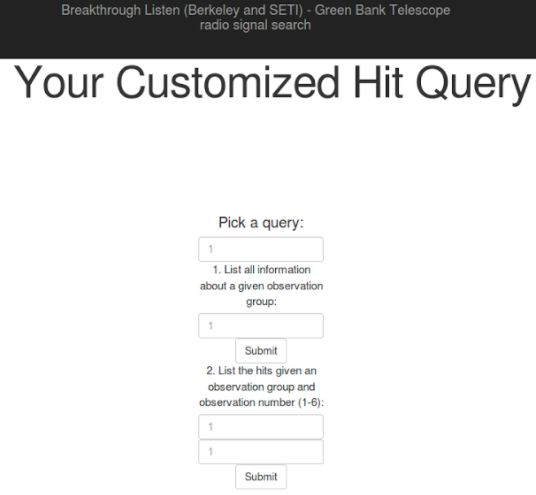 Breakthrough Listen (Berkeley and SETI) - Green Bank Telescope
radio signal search
Your Customized Hit Query
Pick a query:
1
1. List all information
about a given observation
group:
1
Submit
2. List the hits given an
observation group and
observation number (1-6):
1
1
Submit